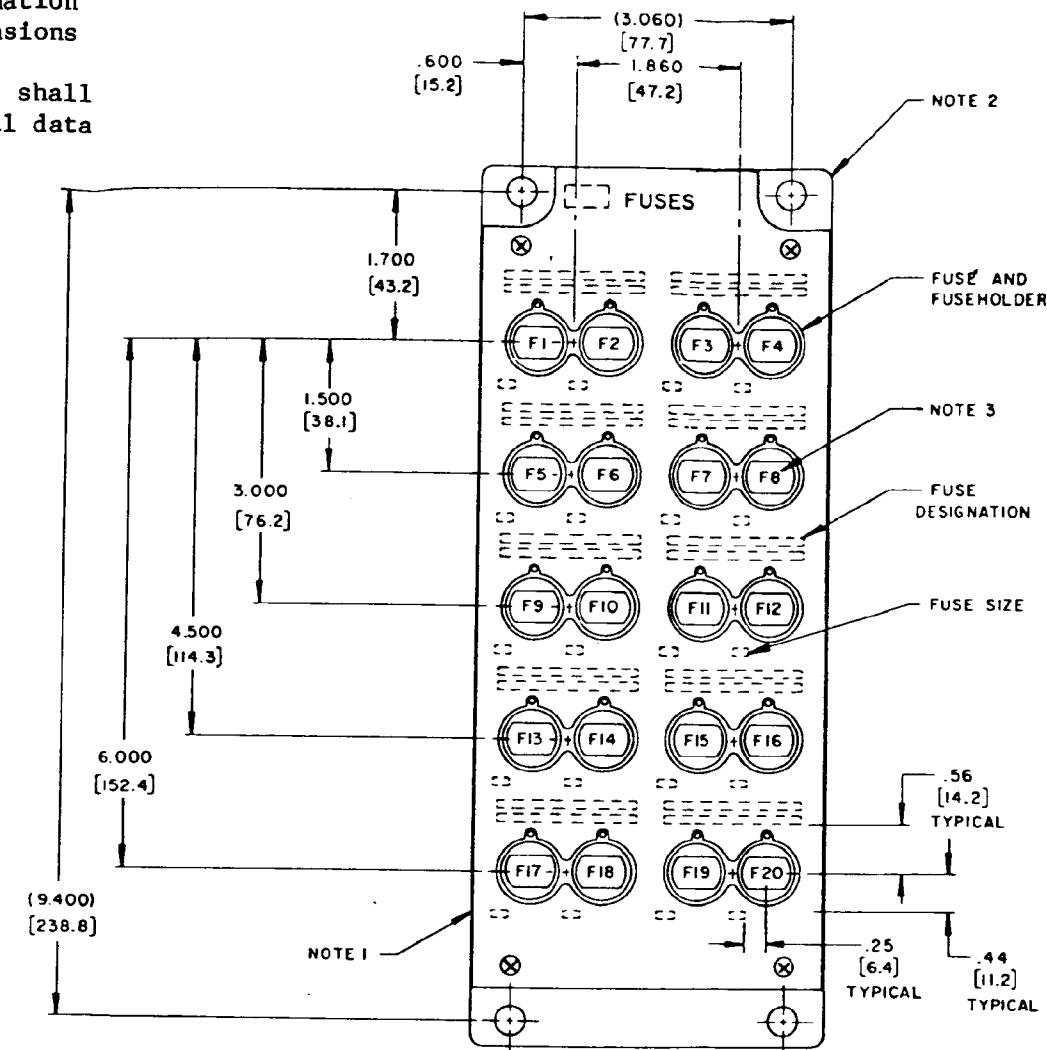 nsions
shall
l data
(3.060)
[77.7]
.600
[15.2]
1.860
[47.2]
NOTE 2
FUSES
1.700
[43.2]
FUSE AND
FUSEHOLDER
F1 F2 F3 F4
1.500
[38.1]
NOTE 3
F5 F6 F7 F8
3.000
[76.2]
FUSE
DESIGNATION
F9 F10 F11 F12
FUSE SIZE
4.500
[114.3]
F13 F14 F15 F16
6.000
[152.4]
.56
[14.2]
TYPICAL
F17 F18 F19 F20
(9.400)
[238.8]
NOTE 1
.25
[6.4]
TYPICAL
.44
[11.2]
TYPICAL